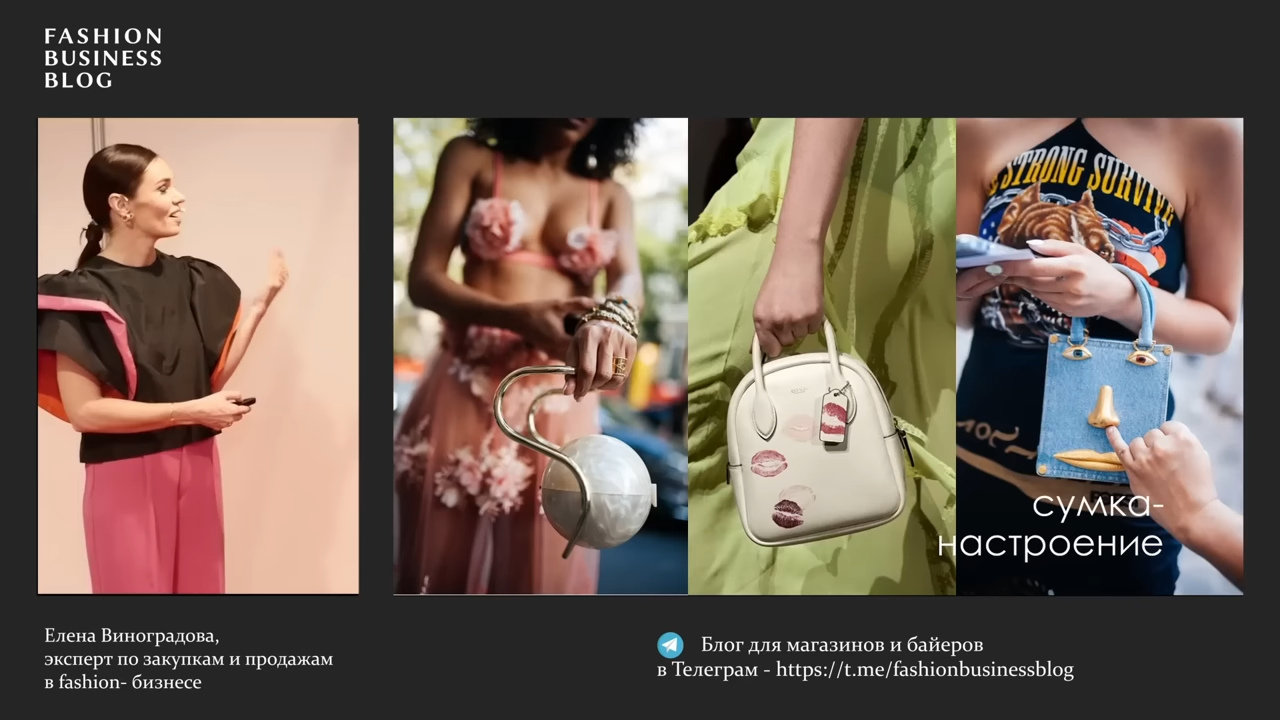 FASHION
BUSINESS
BLOG
STRONG SURVIVE
сумка-
настроение
Елена Виноградова,
эксперт по закупкам и продажам
в fashion- бизнесе
Блог для магазинов и байеров
в Телеграм - https://t.me/fashionbusinessblog